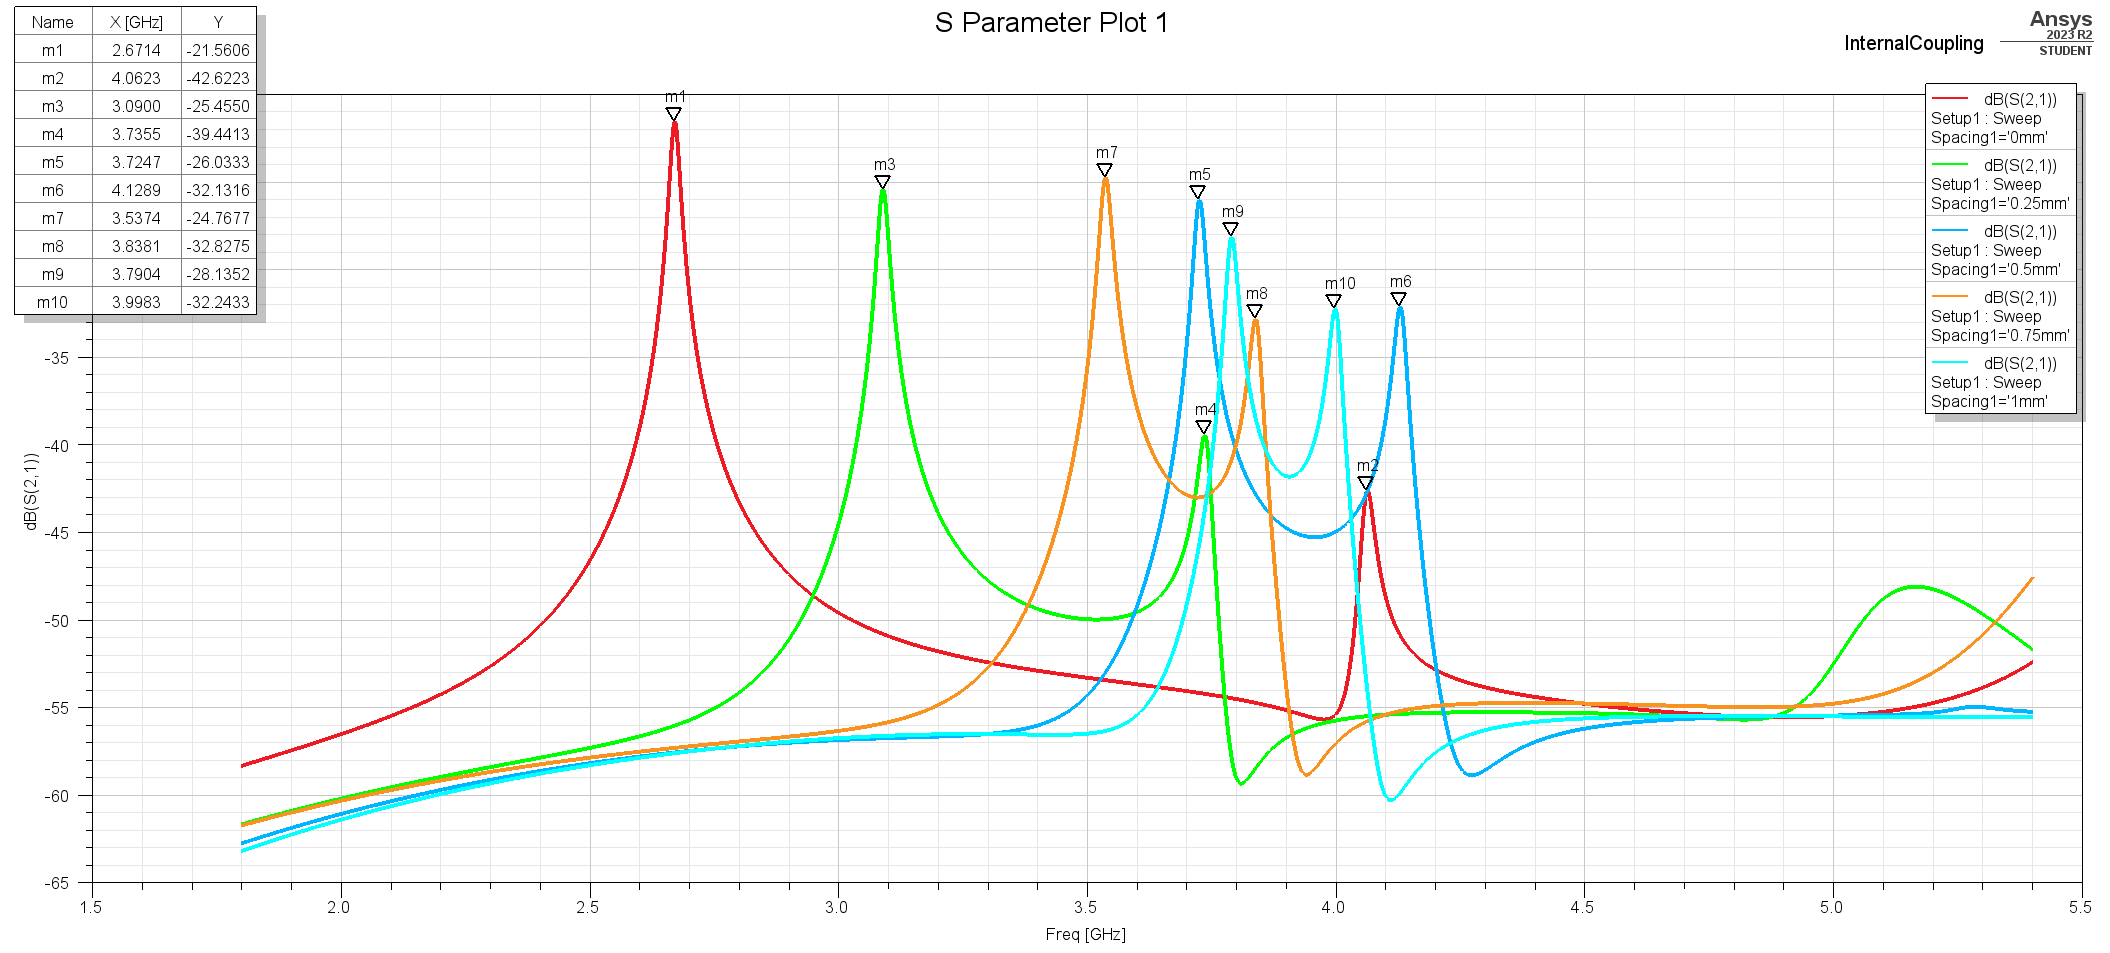 S Parameter Plot 1
Ansys
2023 R2
STUDENT
InternalCoupling
Name X [GHz] Y
m1 2.6714 -21.5606
m2 4.0623 -42.6223
m3 3.0900 -25.4550
m4 3.7355 -39.4413
m5 3.7247 -26.0333
m6 4.1289 -32.1316
m7 3.5374 -24.7677
m8 3.8381 -32.8275
m9 3.7904 -28.1352
m10 3.9983 -32.2433
dB(S(2,1))
Setup1 : Sweep
Spacing1='0mm'
dB(S(2,1))
Setup1 : Sweep
Spacing1='0.25mm'
dB(S(2,1))
Setup1 : Sweep
Spacing1='0.5mm'
dB(S(2,1))
Setup1 : Sweep
Spacing1='0.75mm'
dB(S(2,1))
Setup1 : Sweep
Spacing1='1mm'
m1
m7
m3
m5
m9
m10
m6
m8
m4
m2
-35
-40
-45
-50
-55
-60
-65
dB(S(2,1))
1.5 2.0 2.5 3.0 3.5 4.0 4.5 5.0 5.5
Freq [GHz]